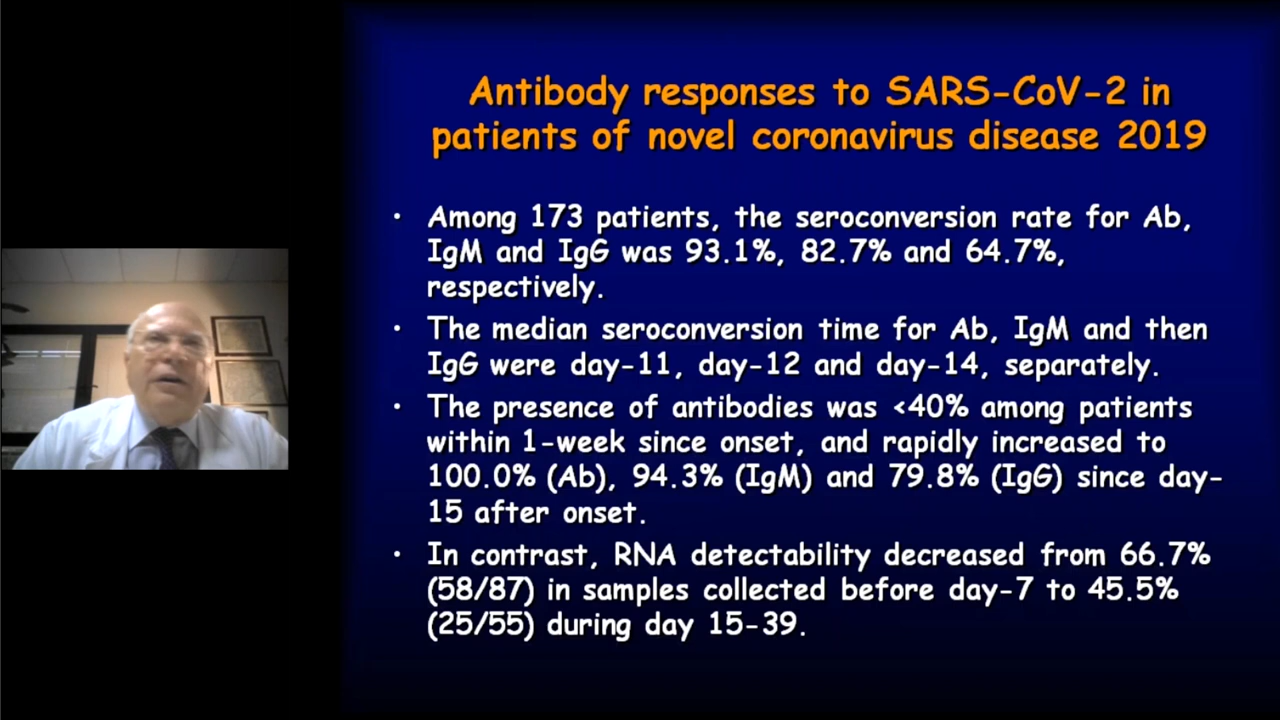 Antibody responses to SARS-CoV-2 in
patients of novel coronavirus disease 2019
• Among 173 patients, the seroconversion rate for Ab,
IgM and IgG was 93.1%, 82.7% and 64.7%,
respectively.
• The median seroconversion time for Ab, IgM and then
IgG were day-11, day-12 and day-14, separately.
• The presence of antibodies was <40% among patients
within 1-week since onset, and rapidly increased to
100.0% (Ab), 94.3% (IgM) and 79.8% (IgG) since day-
15 after onset.
• In contrast, RNA detectability decreased from 66.7%
(58/87) in samples collected before day-7 to 45.5%
(25/55) during day 15-39.